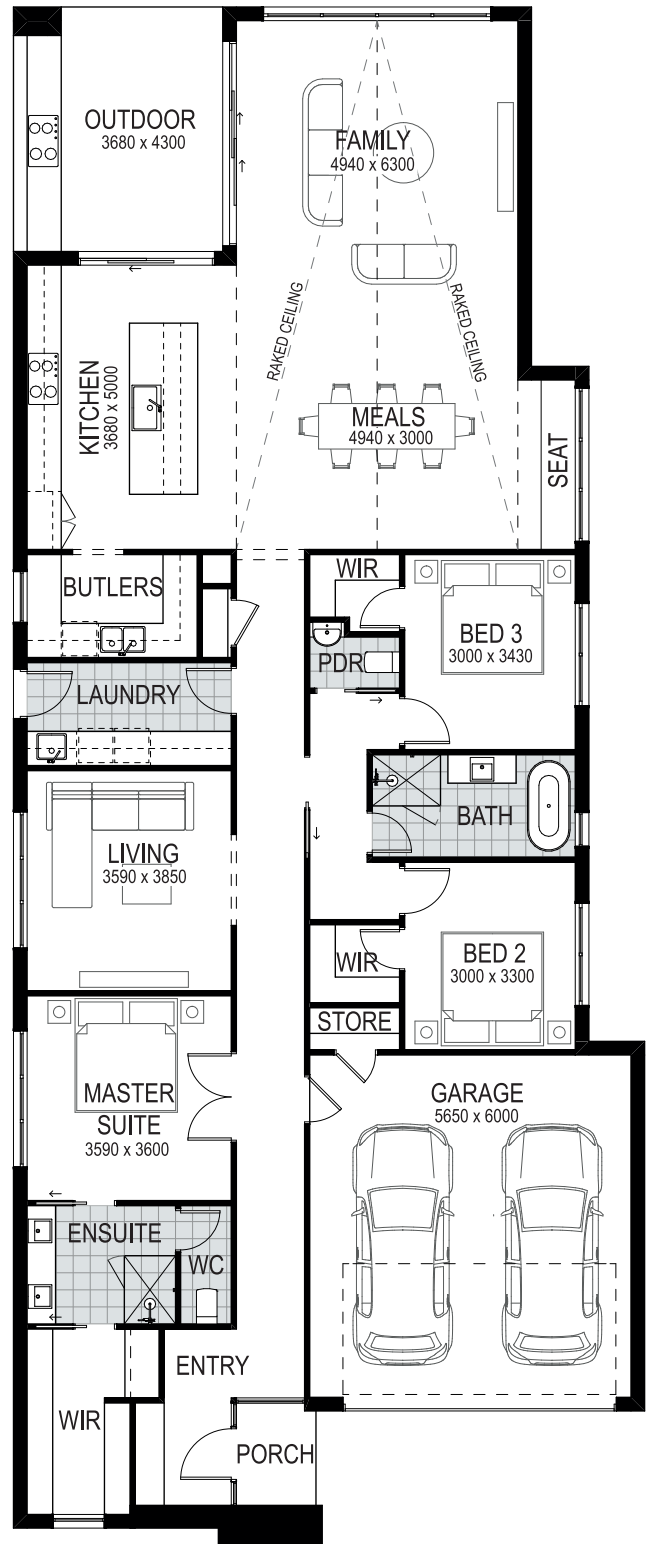 OUTDOOR
3680 x 4300
FAMILY
4940 x 6300
RAKED CEILING
RAKED CEILING
KITCHEN
3680 x 5000
MEALS
4940 x 3000
SEAT
BUTLERS
WIR
BED 3
3000 x 3430
PDR
LAUNDRY
BATH
LIVING
3590 x 3850
WIR
BED 2
3000 x 3300
STORE
MASTER
SUITE
3590 x 3600
GARAGE
5650 x 6000
ENSUITE
WC
ENTRY
WIR
PORCH